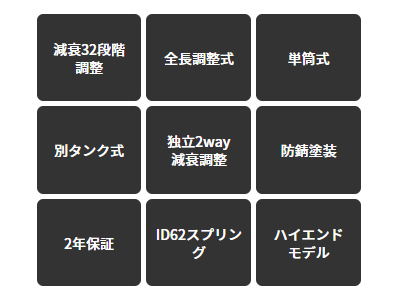 減衰32段階
調整
全長調整式
単筒式
別タンク式
独立2way
減衰調整
防錆塗装
2年保証
ID62スプリン
グ
ハイエンド
モデル